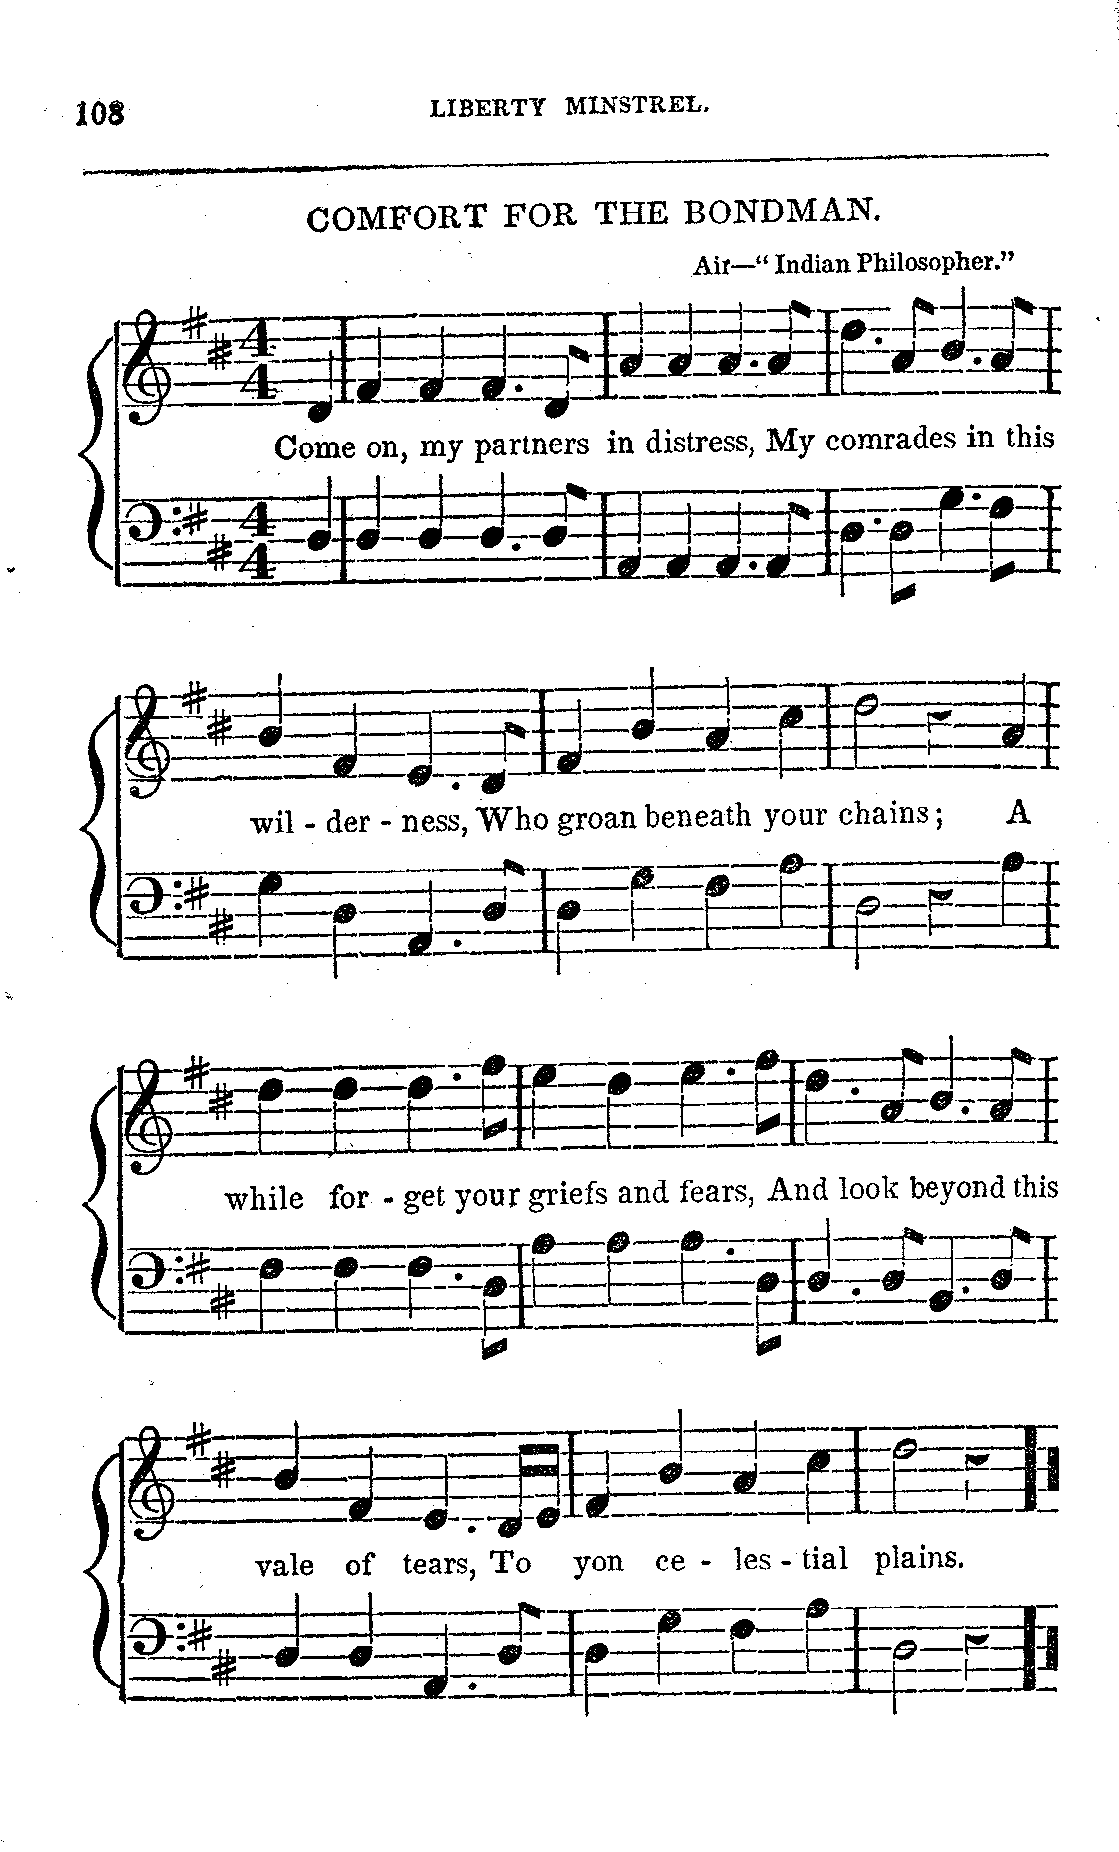 108 LIBERTY MINSTREL.
COMFORT FOR THE BONDMAN.
Air—“Indian Philosopher.”
4
4
Come on, my partners in distress, My comrades in this
4
4
wil - der - ness, Who groan beneath your chains; A
while for - get your griefs and fears, And look beyond this
vale of tears, To yon ce - les - tial plains.